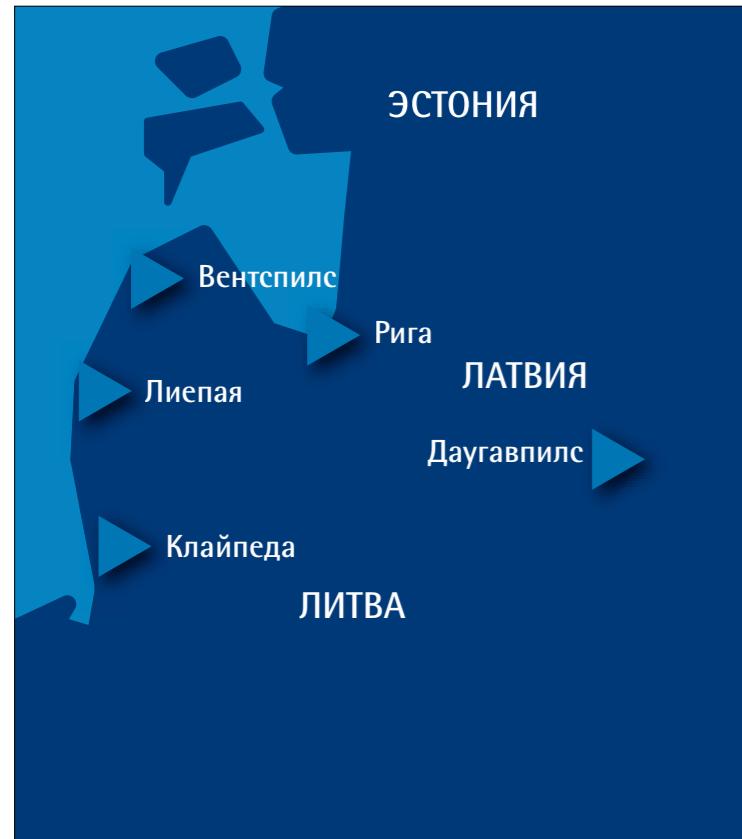 ЭСТОНИЯ
Вентспилс
Рига
ЛАТВИЯ
Лиепая
Даугавпилс
Клайпеда
ЛИТВА